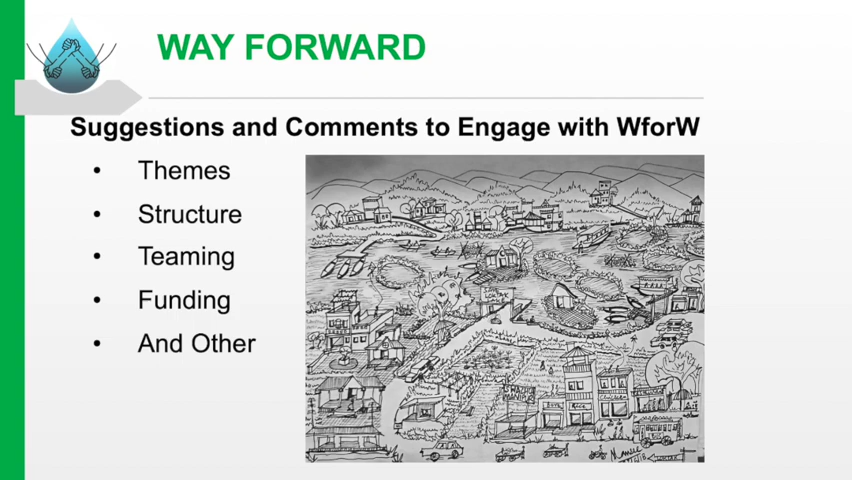 WAY FORWARD
Suggestions and Comments to Engage with WforW
• Themes
• Structure
• Teaming
• Funding
• And Other